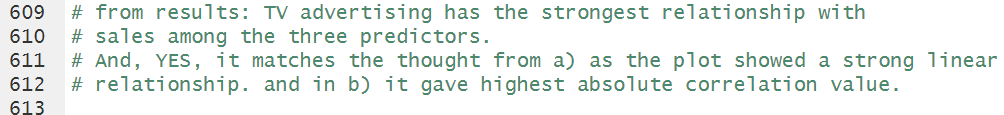 609 # from results: TV advertising has the strongest relationship with
610 # sales among the three predictors.
611 # And, YES, it matches the thought from a) as the plot showed a strong linear
612 # relationship. and in b) it gave highest absolute correlation value.
613